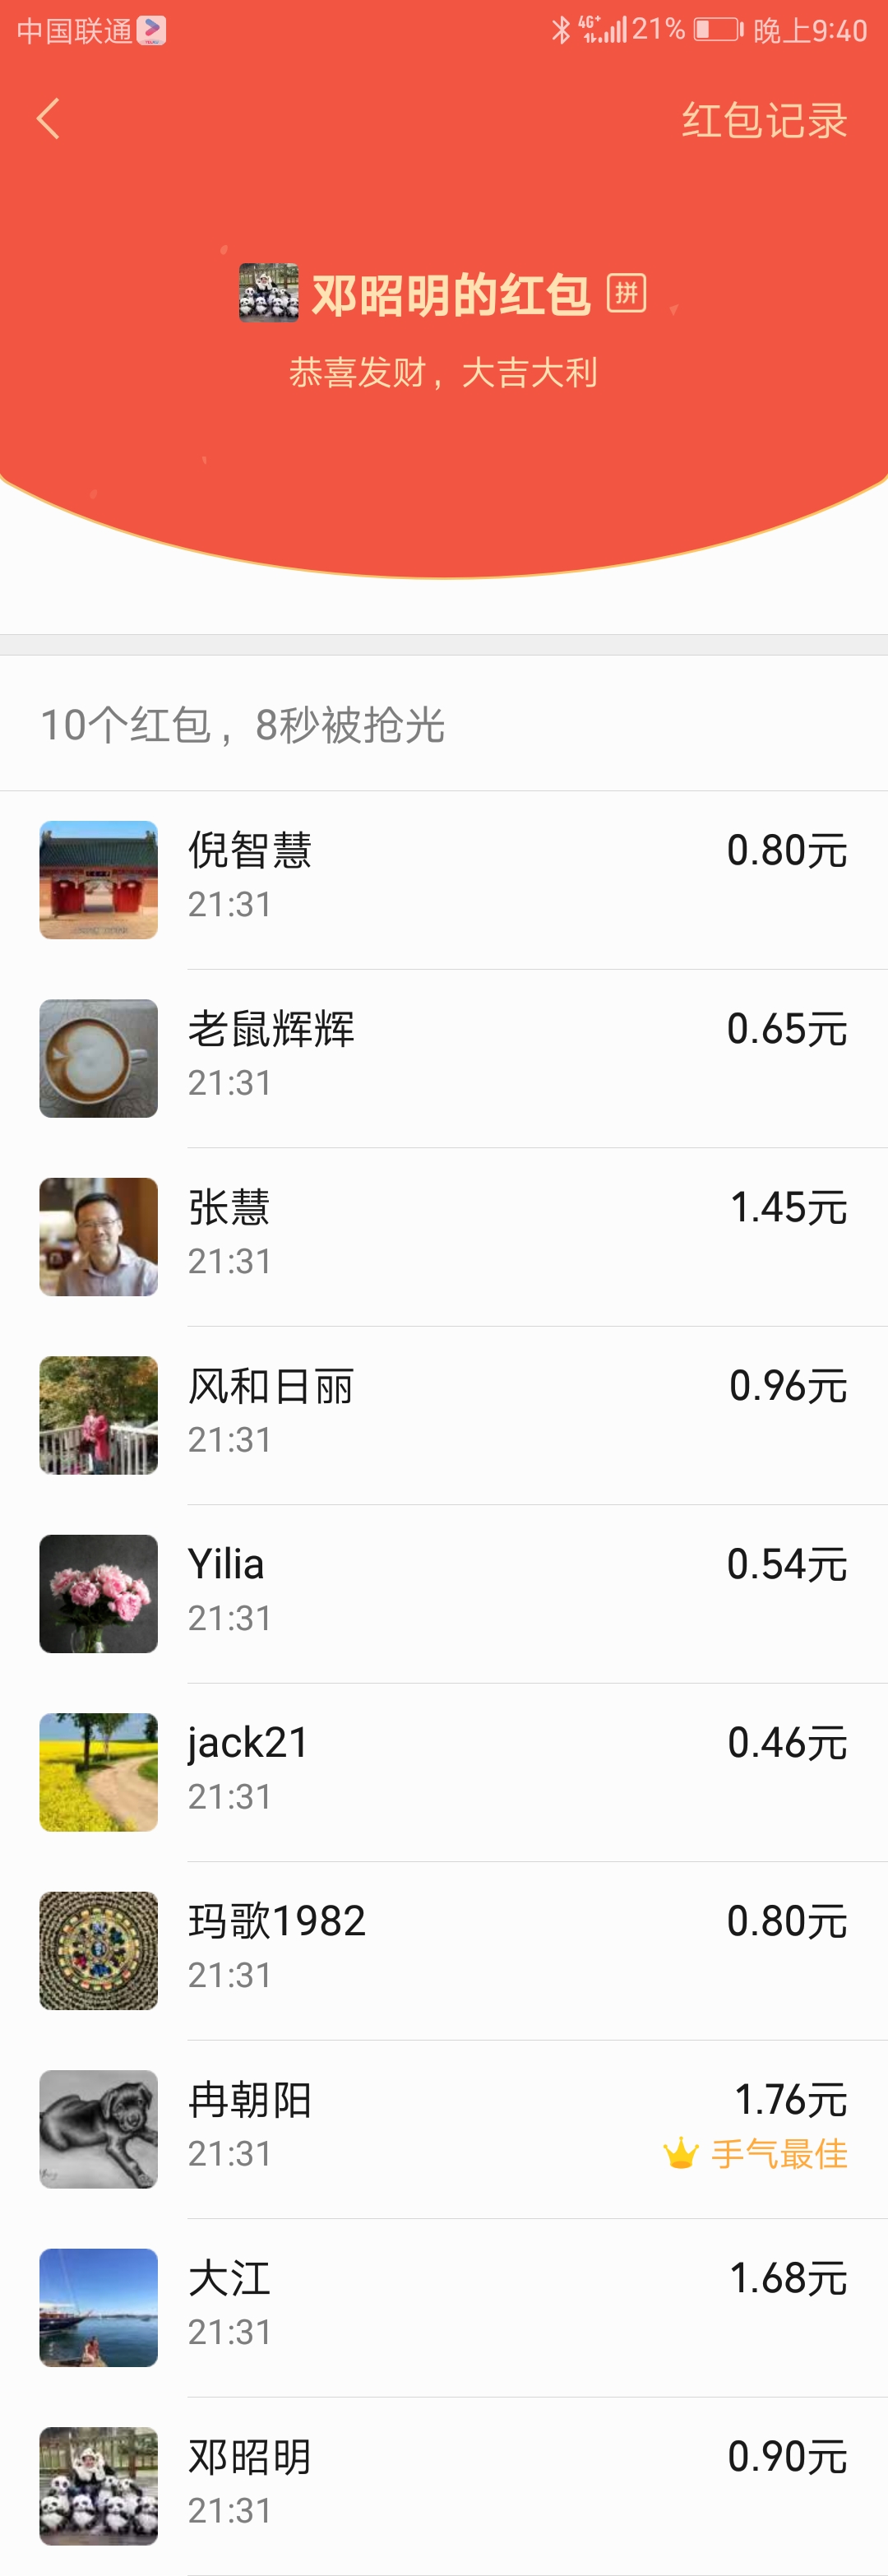 中国联通
4G+ 21% 晚上9:40
红包记录
邓昭明的红包 拼
恭喜发财，大吉大利
10个红包，8秒被抢光
倪智慧 0.80元
21:31
老鼠辉辉 0.65元
21:31
张慧 1.45元
21:31
风和日丽 0.96元
21:31
Yilia 0.54元
21:31
jack21 0.46元
21:31
玛歌1982 0.80元
21:31
冉朝阳 1.76元
21:31 手气最佳
大江 1.68元
21:31
邓昭明 0.90元
21:31